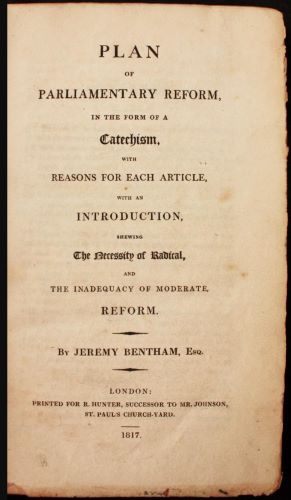 PLAN
OF
PARLIAMENTARY REFORM,
IN THE FORM OF A
Catechism,
WITH
REASONS FOR EACH ARTICLE,
WITH AN
INTRODUCTION,
SHEWING
The Necessity of Radical,
AND
THE INADEQUACY OF MODERATE,
REFORM.
BY JEREMY BENTHAM, ESQ.
LONDON:
PRINTED FOR R. HUNTER, SUCCESSOR TO MR. JOHNSON,
ST. PAUL'S CHURCH-YARD.
1817.